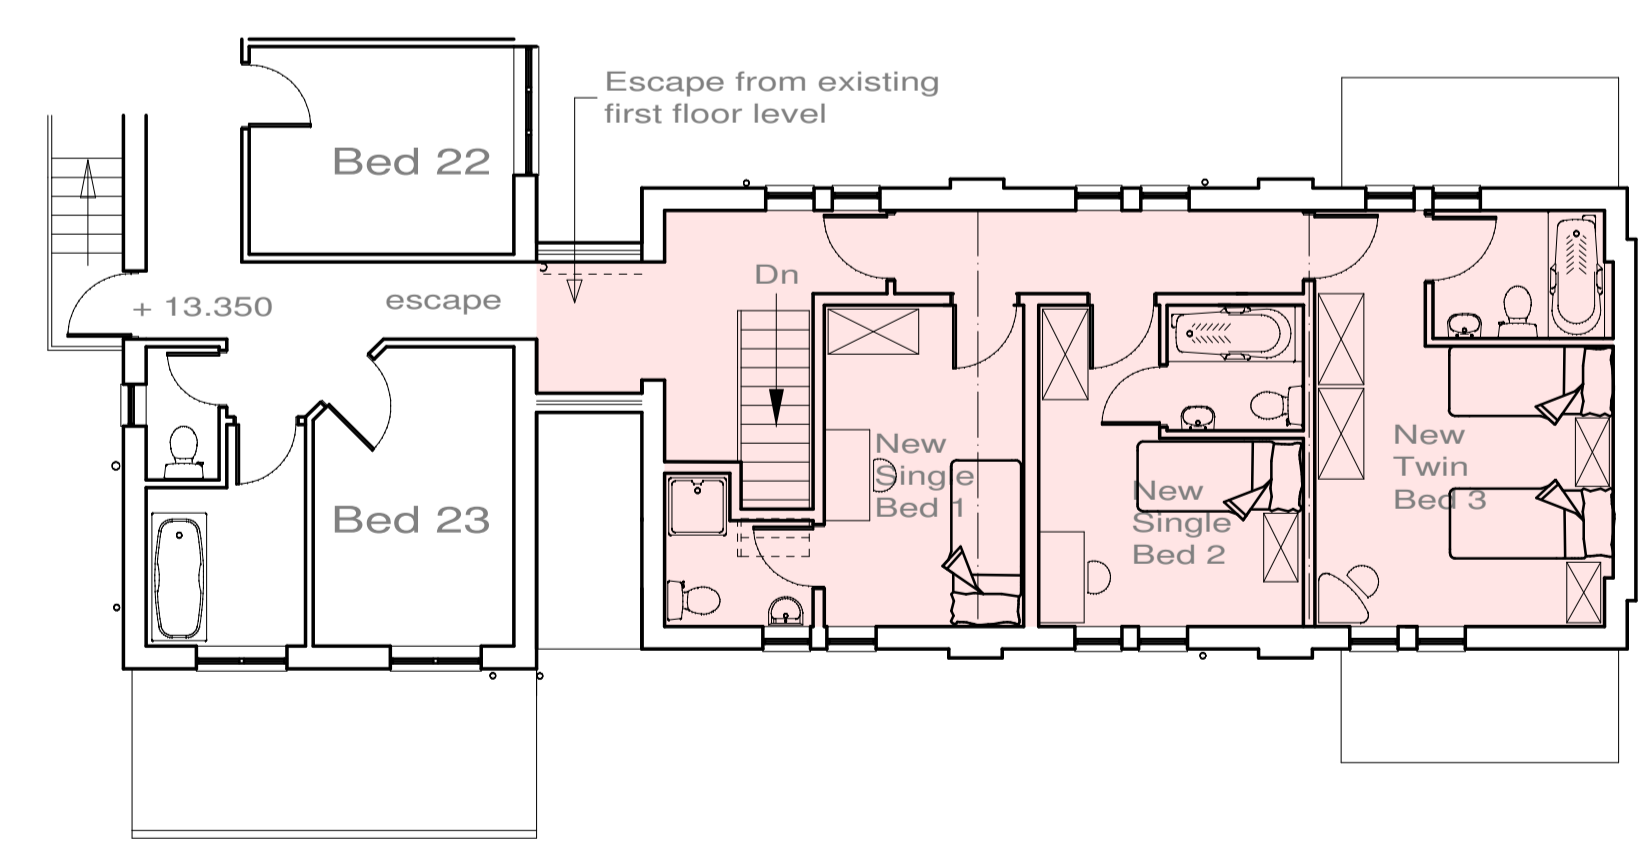 Escape from existing
first floor level
Bed 22
Dn
+ 13.350
escape
New
Single
Bed 1
New
Single
Bed 2
New
Twin
Bed 3
Bed 23